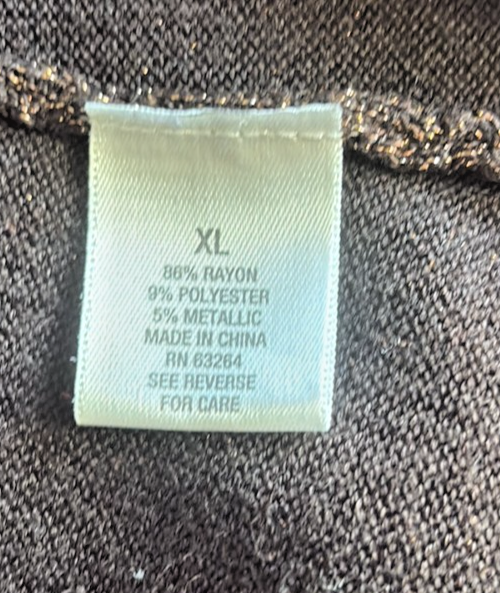 XL
86% RAYON
9% POLYESTER
5% METALLIC
MADE IN CHINA
RN 63264
SEE REVERSE
FOR CARE